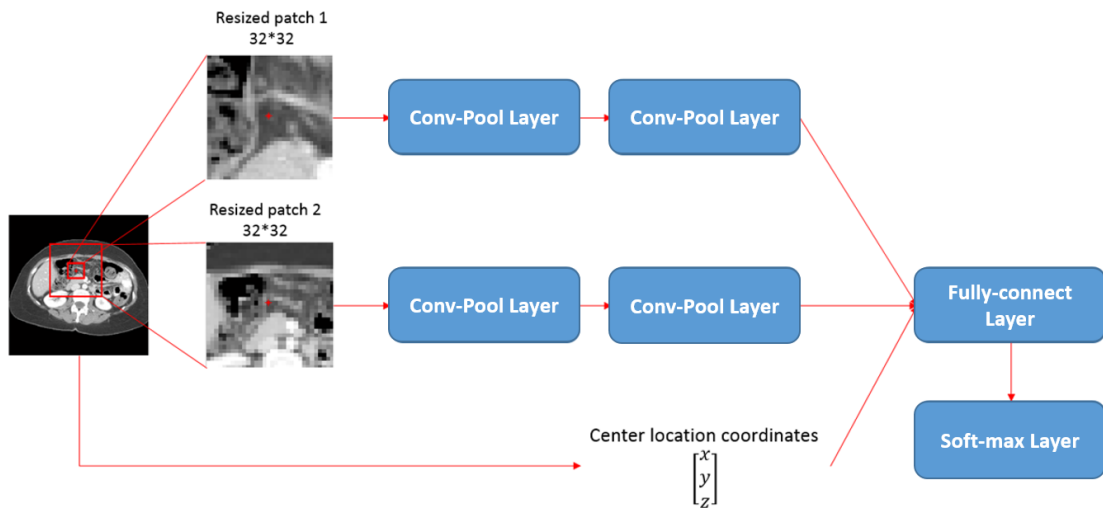 Resized patch 1
32*32
Conv-Pool Layer
Conv-Pool Layer
Resized patch 2
32*32
Conv-Pool Layer
Conv-Pool Layer
Fully-connect
Layer
Soft-max Layer
Center location coordinates
x
y
z